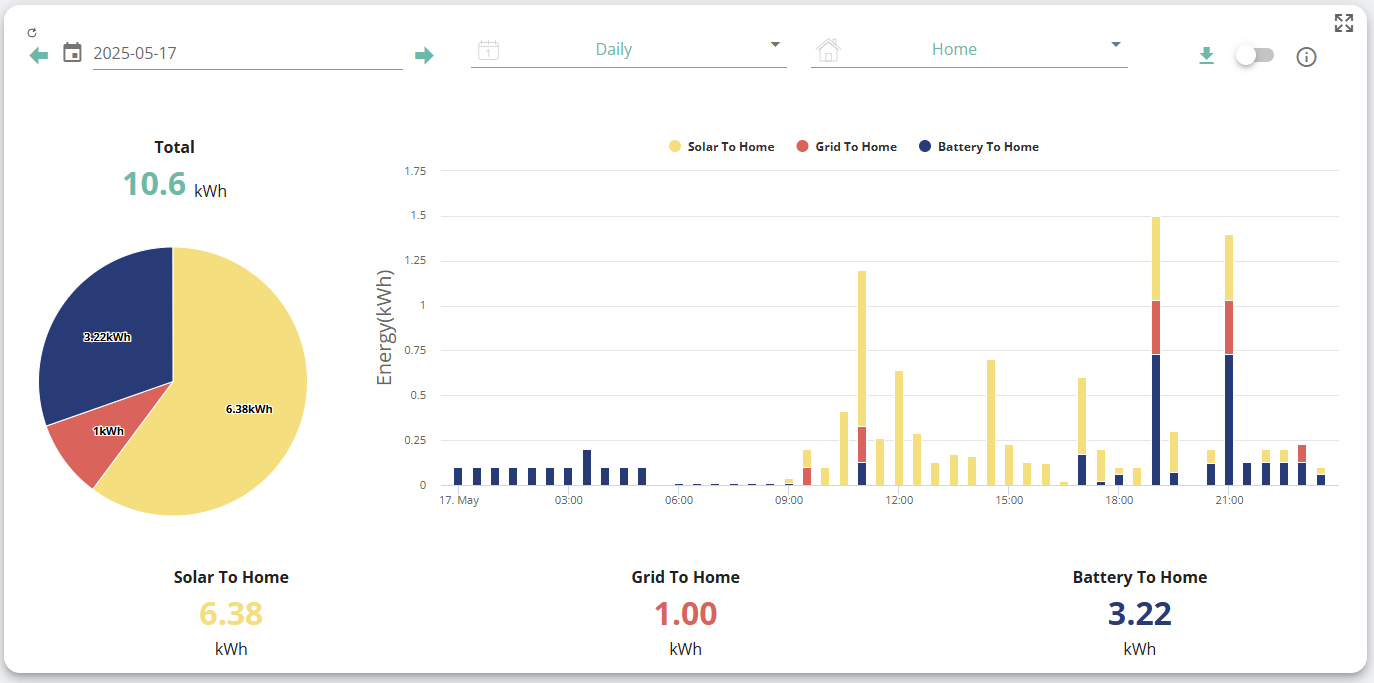 2025-05-17
1
Daily
Home
Total
10.6 kWh
3.22kWh
6.38kWh
1kWh
Solar To Home
Grid To Home
Battery To Home
Energy(kWh)
1.75
1.5
1.25
1
0.75
0.5
0.25
0
17. May
03:00
06:00
09:00
12:00
15:00
18:00
21:00
Solar To Home
6.38
kWh
Grid To Home
1.00
kWh
Battery To Home
3.22
kWh